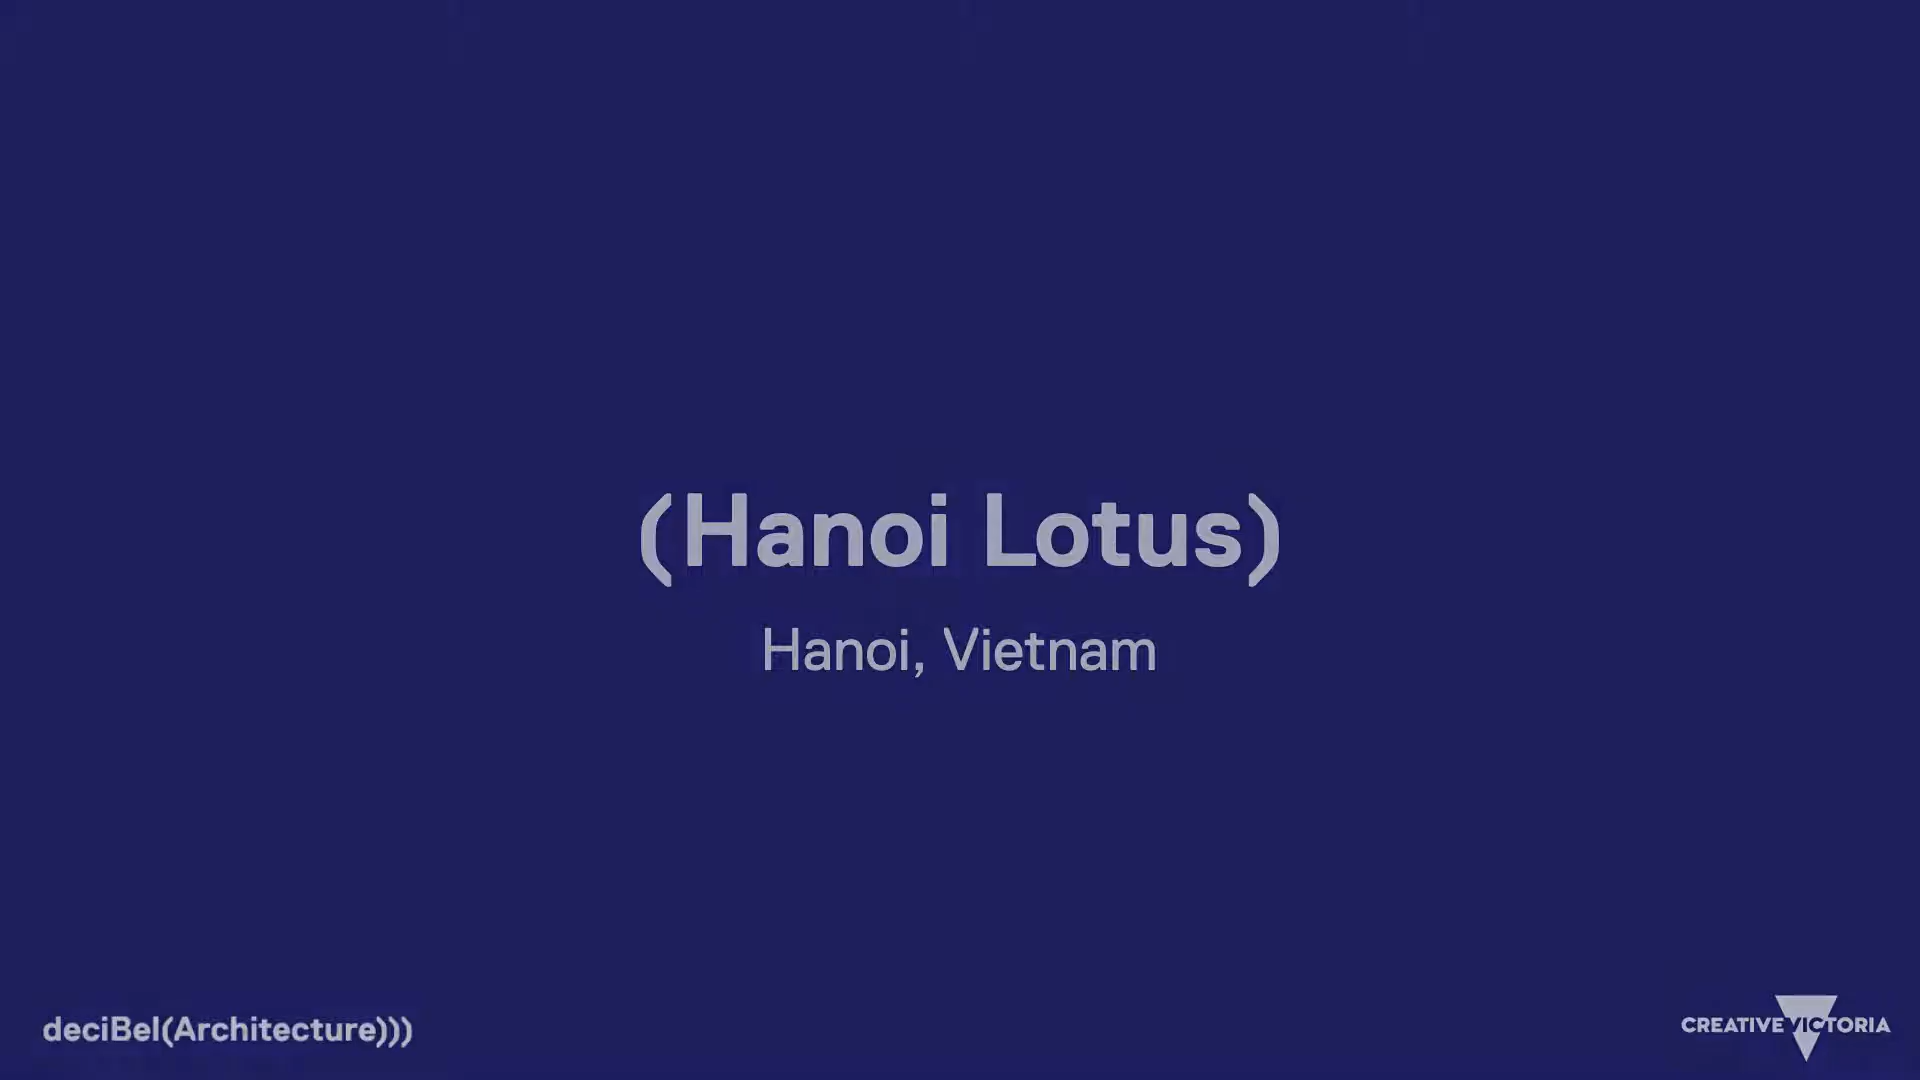 (Hanoi Lotus)
Hanoi, Vietnam
deciBel(Architecture)))
CREATIVE VICTORIA